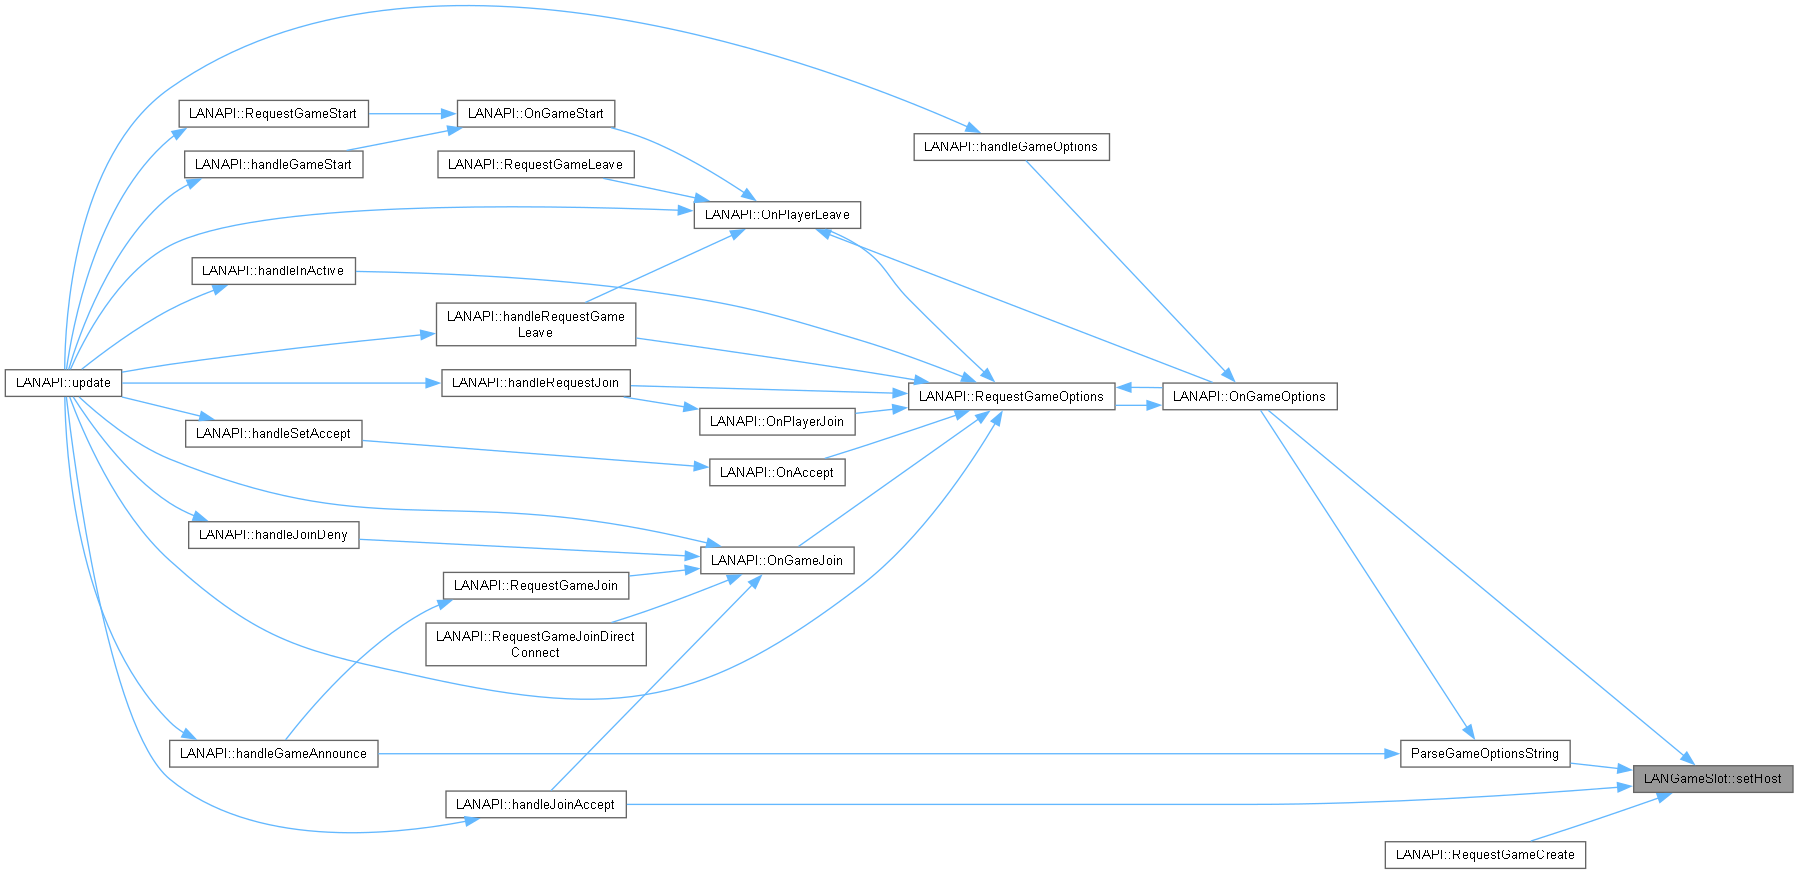 LANAPI::RequestGameStart
LANAPI::OnGameStart
LANAPI::handleGameOptions
LANAPI::handleGameStart
LANAPI::RequestGameLeave
LANAPI::OnPlayerLeave
LANAPI::handleInActive
LANAPI::handleRequestGame
Leave
LANAPI::update
LANAPI::handleRequestJoin
LANAPI::RequestGameOptions
LANAPI::OnGameOptions
LANAPI::OnPlayerJoin
LANAPI::handleSetAccept
LANAPI::OnAccept
LANAPI::handleJoinDeny
LANAPI::OnGameJoin
LANAPI::RequestGameJoin
LANAPI::RequestGameJoinDirect
Connect
LANAPI::handleGameAnnounce
ParseGameOptionsString
LANGameSlot::setHost
LANAPI::handleJoinAccept
LANAPI::RequestGameCreate